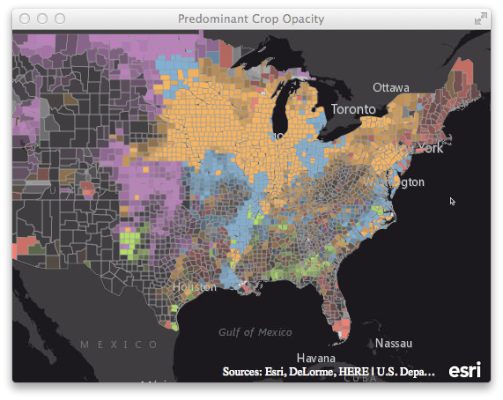 Predominant Crop Opacity
Ottawa
Toronto
York
Washington
Houston
MEXICO
Gulf of Mexico
Nassau
Havana
CUBA
Sources: Esri, DeLorme, HERE | U.S. Depa...
esri